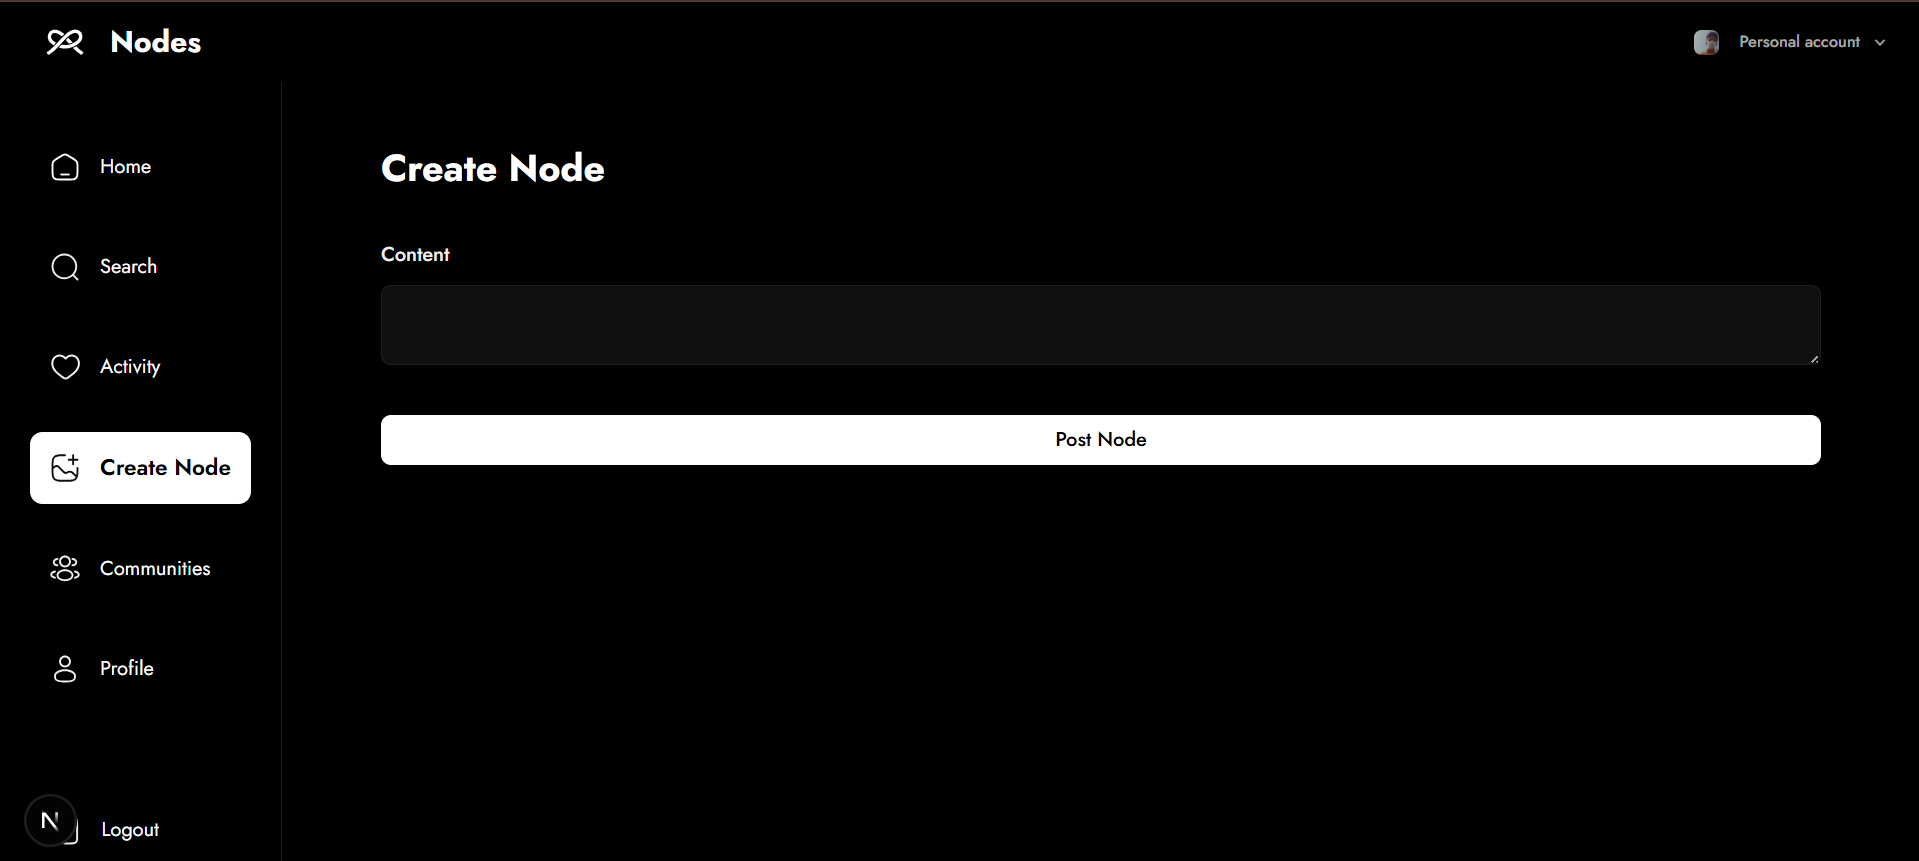 Nodes
Personal account
Home
Search
Activity
Create Node
Communities
Profile
Logout
N
Create Node
Content
Post Node